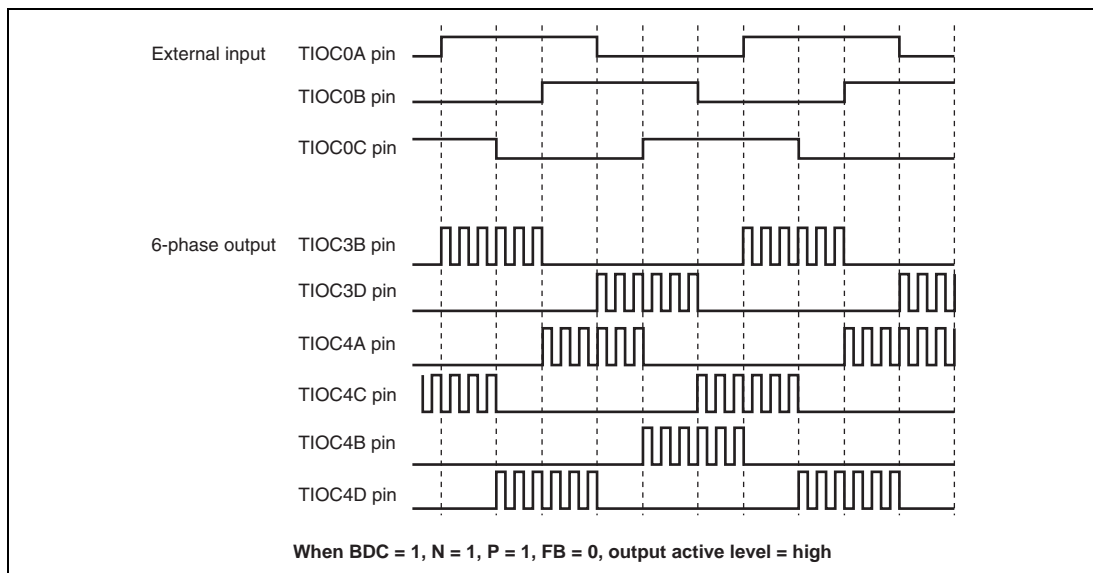 External input TIOC0A pin
TIOC0B pin
TIOC0C pin
6-phase output TIOC3B pin
TIOC3D pin
TIOC4A pin
TIOC4C pin
TIOC4B pin
TIOC4D pin
When BDC = 1, N = 1, P = 1, FB = 0, output active level = high